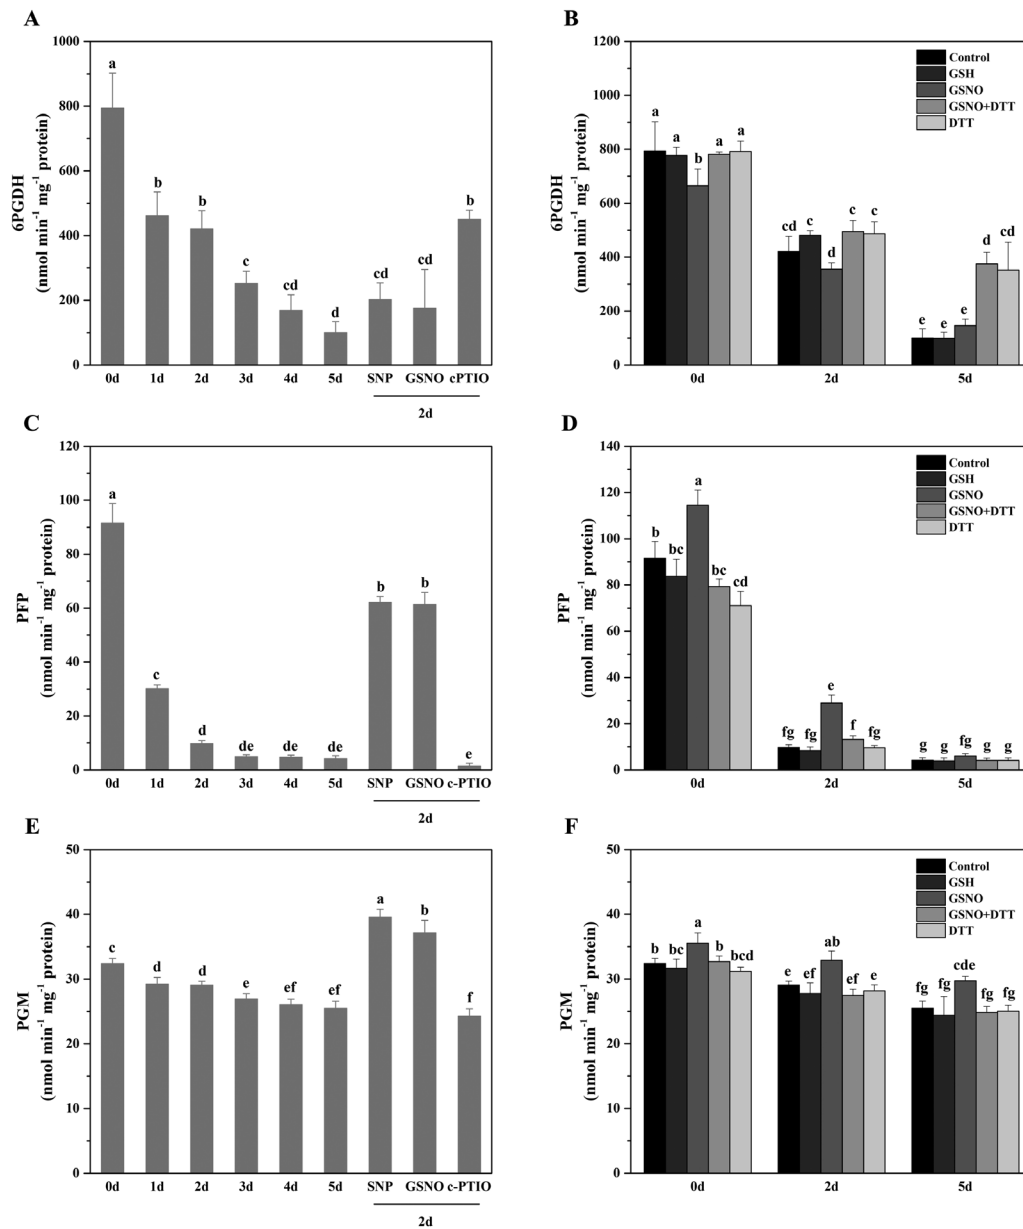 A
6PGDH
(nmol min⁻¹ mg⁻¹ protein)
1000
800
600
400
200
0
a
b
b
c
cd
d
cd
cd
b
0d 1d 2d 3d 4d 5d SNP GSNO cPTIO
2d
B
6PGDH
(nmol min⁻¹ mg⁻¹ protein)
1200
1000
800
600
400
200
0
Control
GSH
GSNO
GSNO+DTT
DTT
a a b a a
cd c d c c
e e e d cd
0d 2d 5d
C
PFP
(nmol min⁻¹ mg⁻¹ protein)
120
100
80
60
40
20
0
a
c
d
de
de
de
b
b
e
0d 1d 2d 3d 4d 5d SNP GSNO c-PTIO
2d
D
PFP
(nmol min⁻¹ mg⁻¹ protein)
140
120
100
80
60
40
20
0
Control
GSH
GSNO
GSNO+DTT
DTT
b bc a bc cd
fg fg e f fg
g g fg g g
0d 2d 5d
E
PGM
(nmol min⁻¹ mg⁻¹ protein)
50
40
30
20
10
0
c
d
d
e
ef
ef
a
b
f
0d 1d 2d 3d 4d 5d SNP GSNO c-PTIO
2d
F
PGM
(nmol min⁻¹ mg⁻¹ protein)
50
40
30
20
10
0
Control
GSH
GSNO
GSNO+DTT
DTT
b bc a b bcd
e ef ab ef e
fg fg cde fg fg
0d 2d 5d